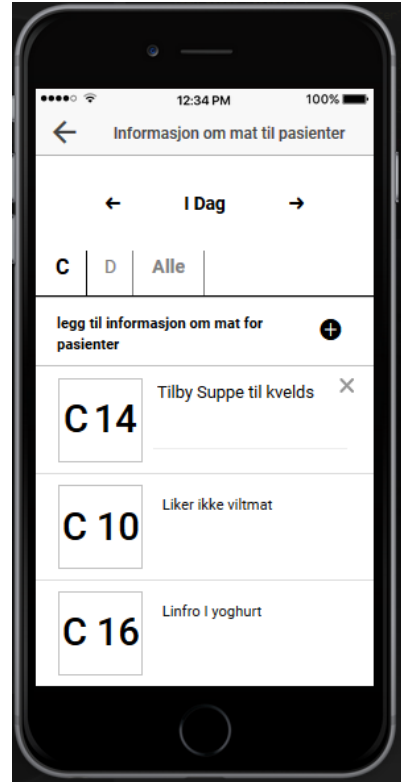 12:34 PM
100%
Informasjon om mat til pasienter
I Dag
C D Alle
legg til informasjon om mat for
pasienter
C 14
Tilby Suppe til kvelds
C 10
Liker ikke viltmat
C 16
Linfro I yoghurt